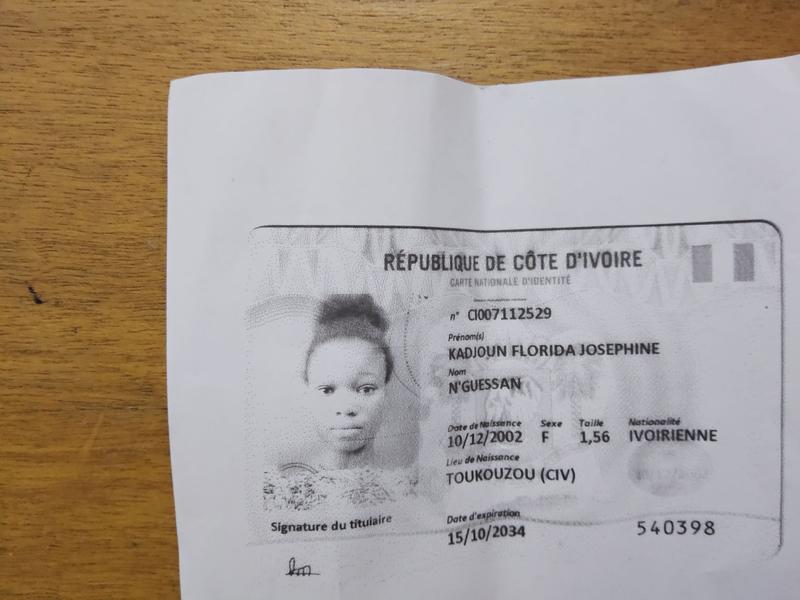 RÉPUBLIQUE DE CÔTE D'IVOIRE
CARTE NATIONALE D'IDENTITÉ
n° CI007112529
Prénom(s)
KADJOUN FLORIDA JOSEPHINE
Nom
N'GUESSAN
Date de Naissance Sexe Taille Nationalité
10/12/2002 F 1,56 IVOIRIENNE
Lieu de Naissance
TOUKOUZOU (CIV)
Signature du titulaire
Date d'expiration
15/10/2034
540398